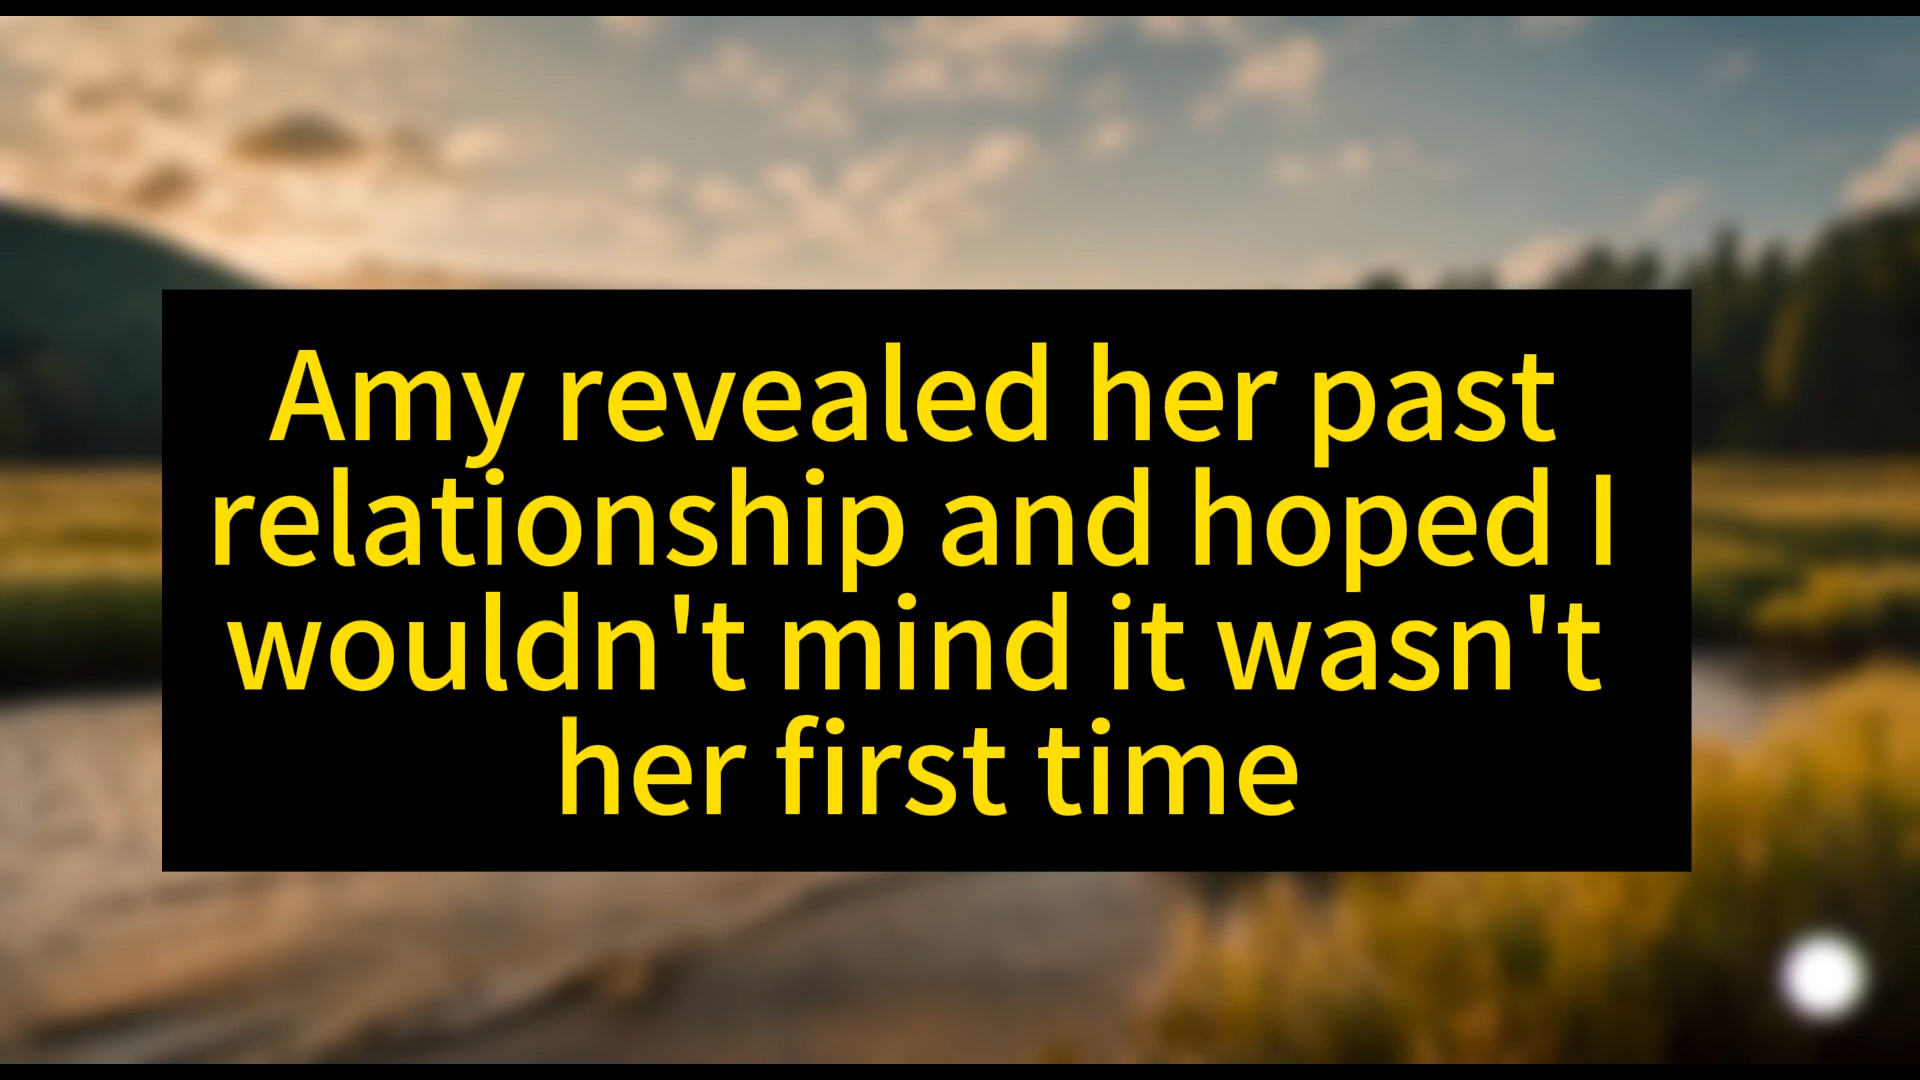 Amy revealed her past
relationship and hoped I
wouldn't mind it wasn't
her first time